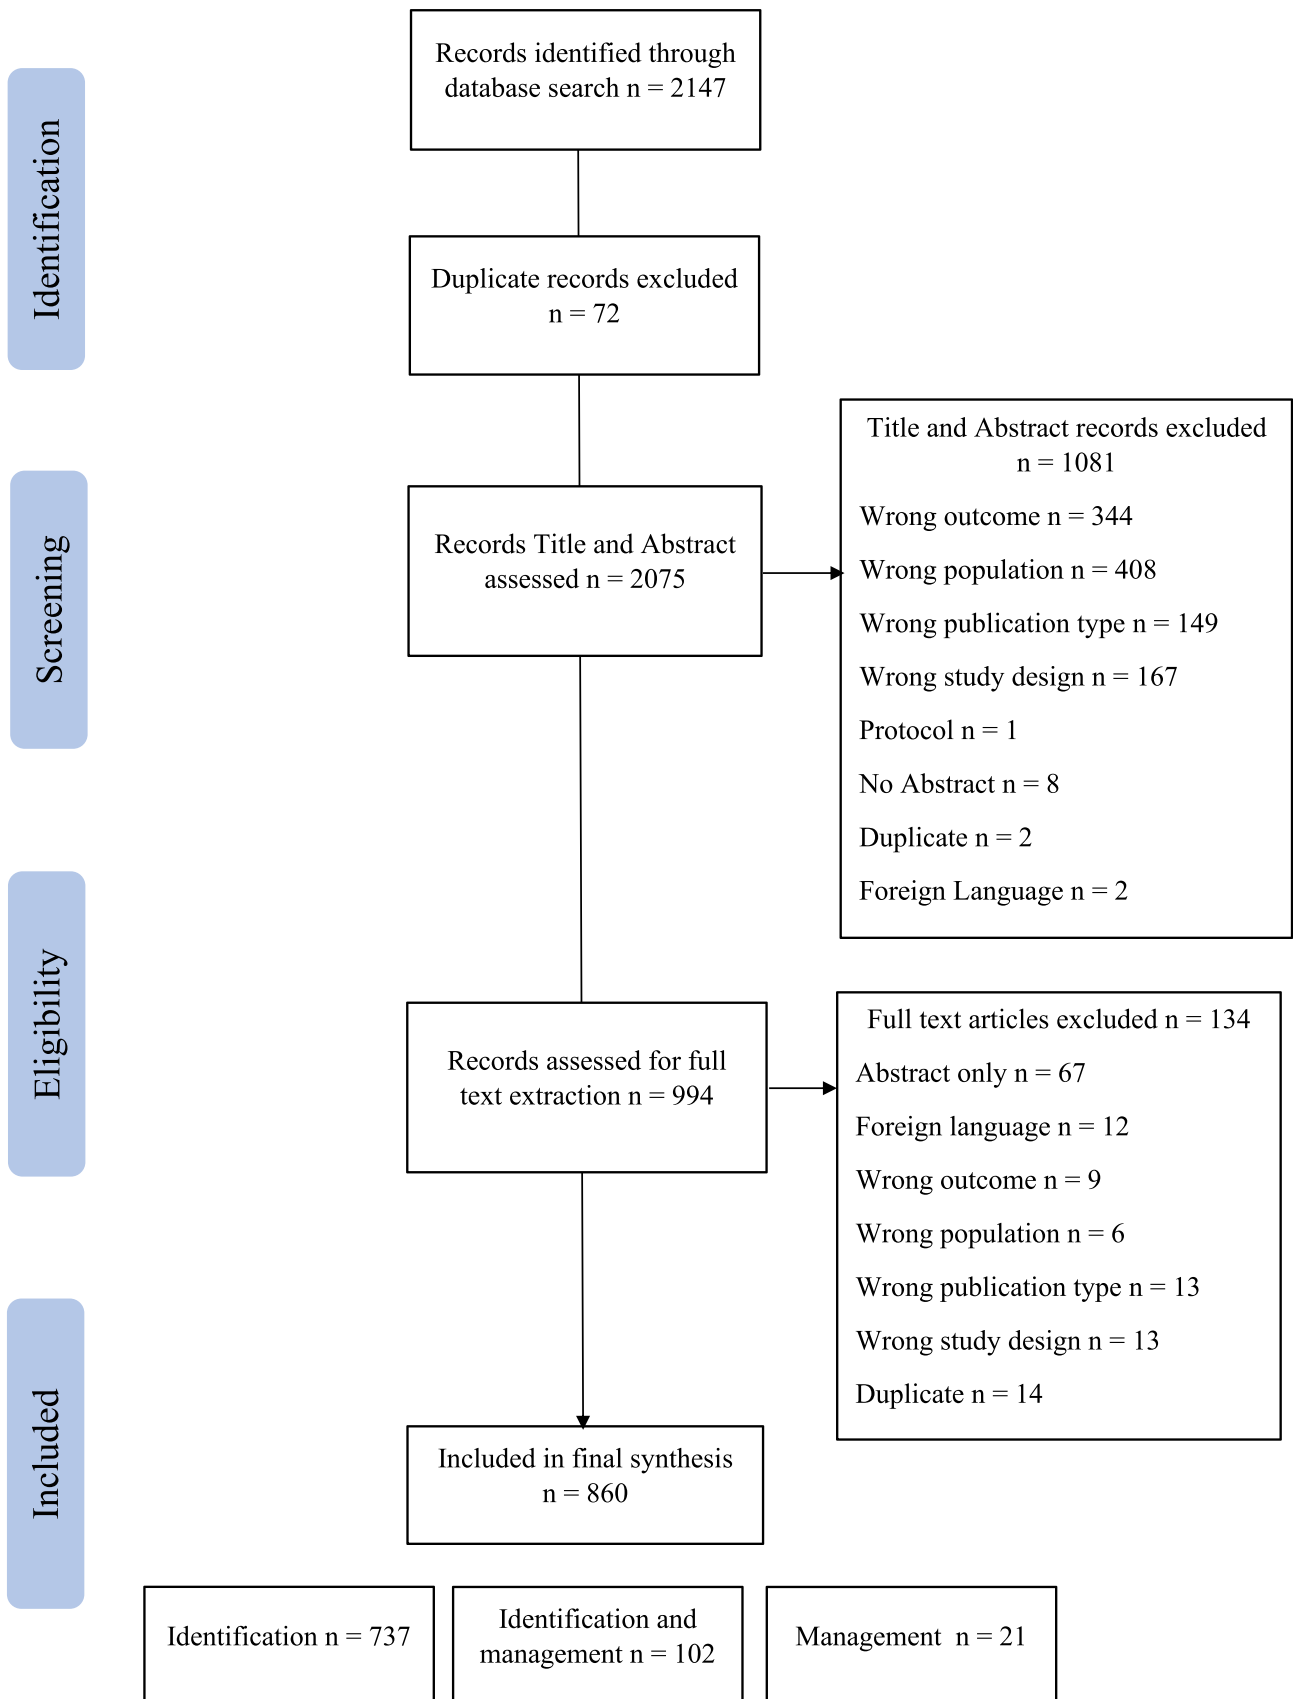 Identification
Records identified through
database search n = 2147
Duplicate records excluded
n = 72
Screening
Records Title and Abstract
assessed n = 2075
Title and Abstract records excluded
n = 1081
Wrong outcome n = 344
Wrong population n = 408
Wrong publication type n = 149
Wrong study design n = 167
Protocol n = 1
No Abstract n = 8
Duplicate n = 2
Foreign Language n = 2
Eligibility
Records assessed for full
text extraction n = 994
Full text articles excluded n = 134
Abstract only n = 67
Foreign language n = 12
Wrong outcome n = 9
Wrong population n = 6
Wrong publication type n = 13
Wrong study design n = 13
Duplicate n = 14
Included
Included in final synthesis
n = 860
Identification n = 737
Identification and
management n = 102
Management  n = 21